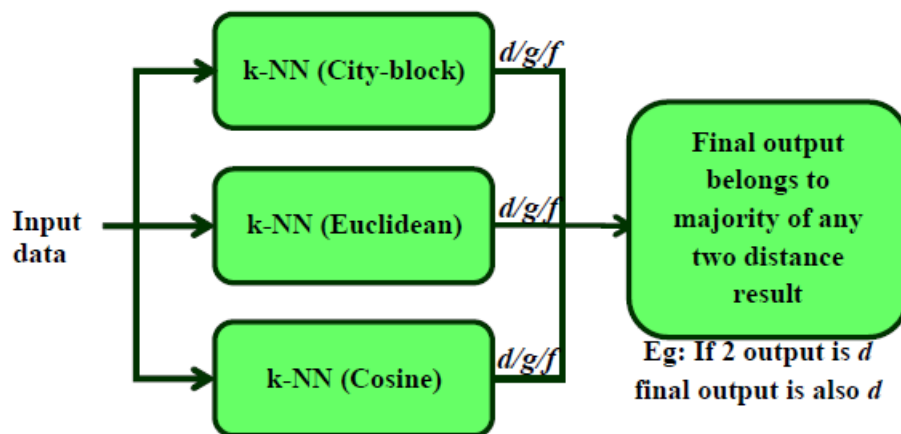 Input
data
k-NN (City-block)
d/g/f
k-NN (Euclidean)
d/g/f
k-NN (Cosine)
d/g/f
Final output
belongs to
majority of any
two distance
result
Eg: If 2 output is d
final output is also d